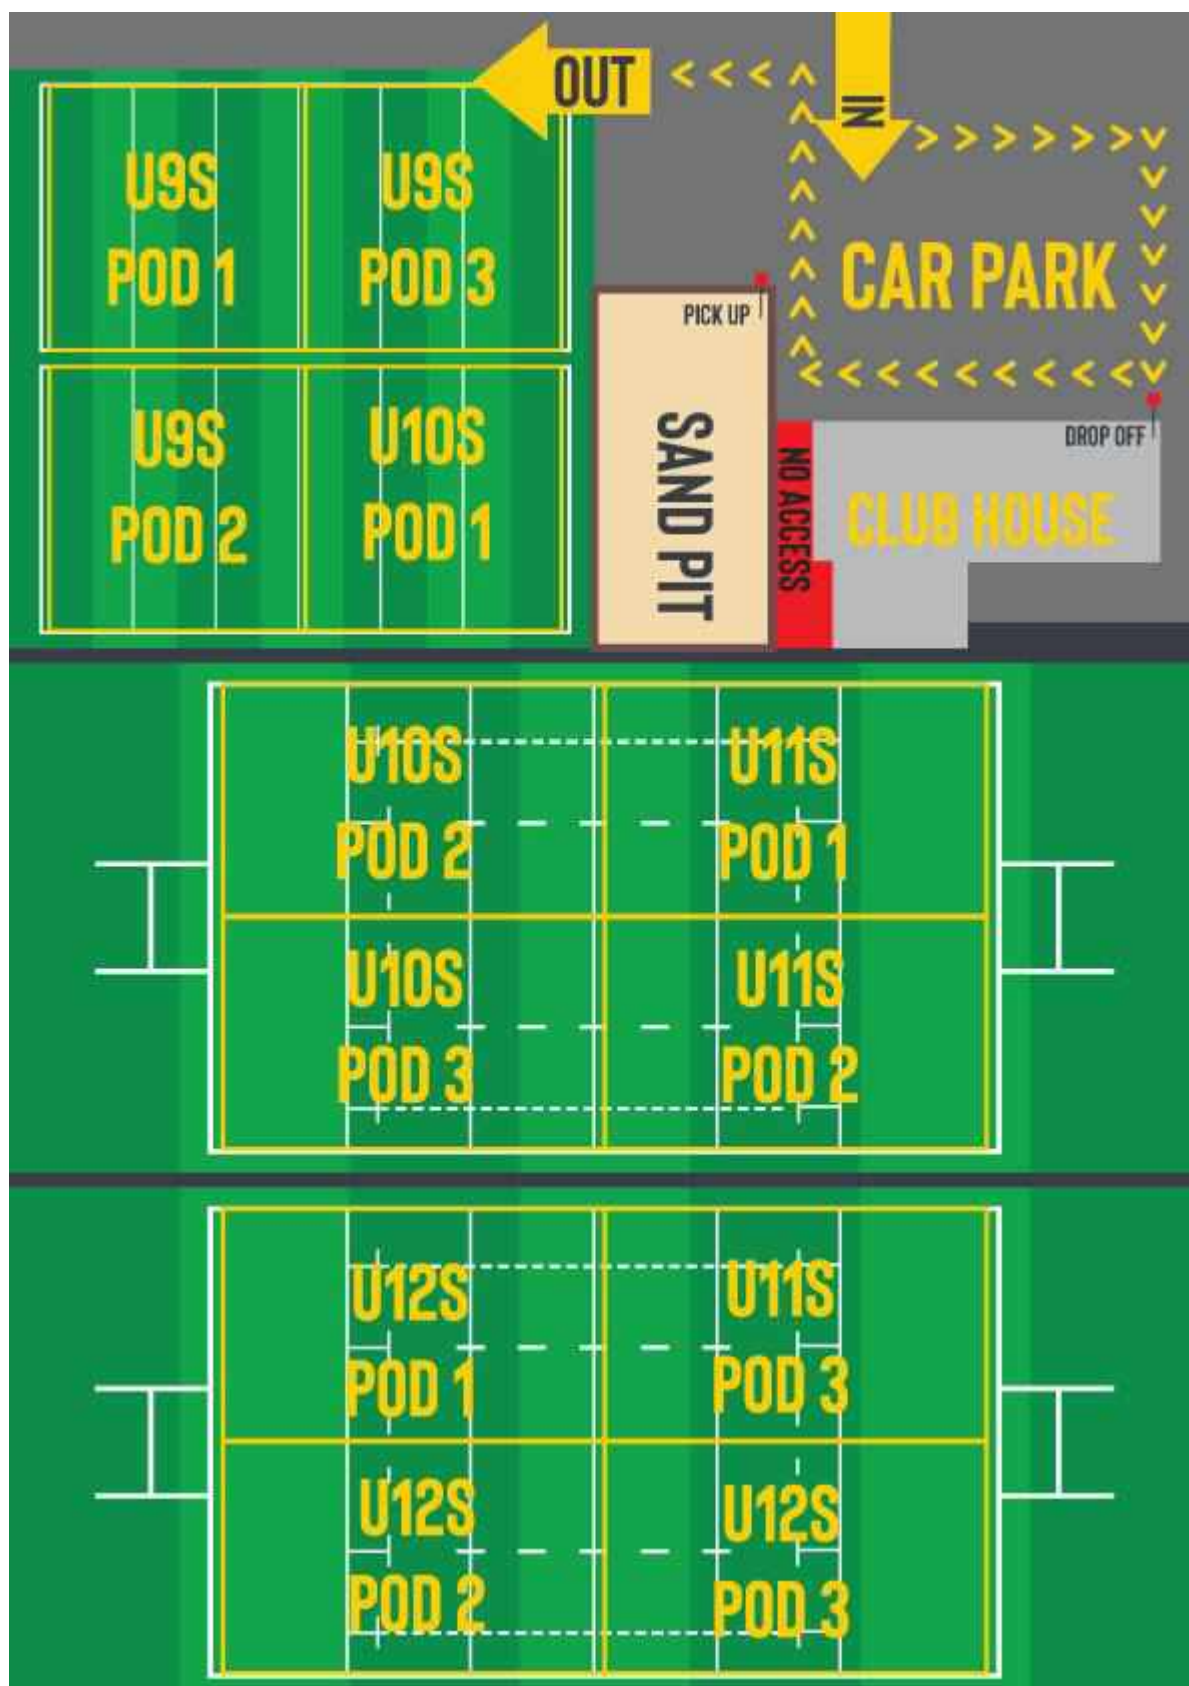 OUT
IN
U9S
POD 1
U9S
POD 3
CAR PARK
PICK UP
U9S
POD 2
U10S
POD 1
SAND PIT
NO ACCESS
DROP OFF
CLUB HOUSE
U10S
POD 2
U11S
POD 1
U10S
POD 3
U11S
POD 2
U12S
POD 1
U11S
POD 3
U12S
POD 2
U12S
POD 3